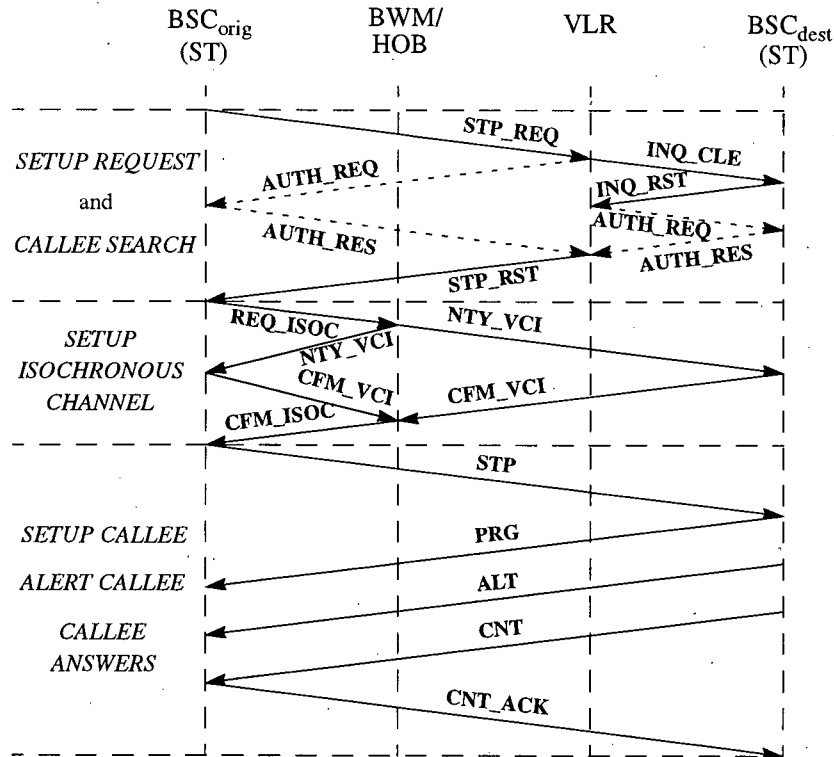 BSCorig
(ST)
BWM/
HOB
VLR
BSCdest
(ST)
STP_REQ
INQ_CLE
SETUP REQUEST
and
CALLEE SEARCH
AUTH_REQ
INQ_RST
AUTH_REQ
AUTH_RES
AUTH_RES
STP_RST
SETUP
ISOCHRONOUS
CHANNEL
REQ_ISOC
NTY_VCI
NTY_VCI
CFM_VCI
CFM_VCI
CFM_ISOC
STP
SETUP CALLEE
PRG
ALERT CALLEE
ALT
CALLEE
ANSWERS
CNT
CNT_ACK